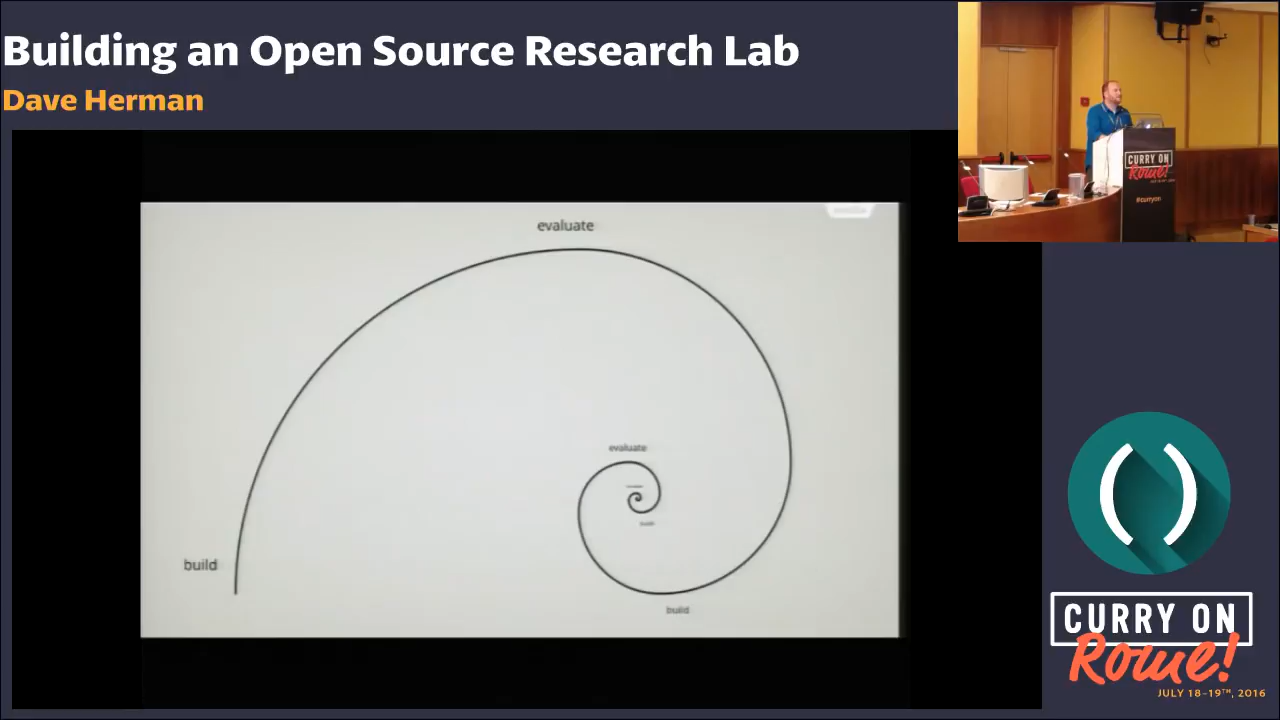 Building an Open Source Research Lab
Dave Herman
CURRY ON
Rome!
#curryon
evaluate
evaluate
build
build
build
CURRY ON
Rome!
JULY 18-19TH, 2016